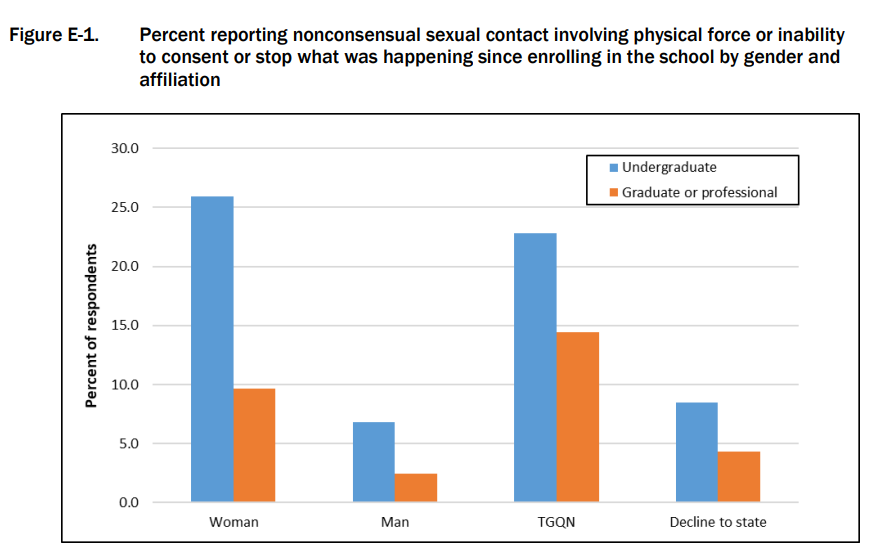 Figure E-1. Percent reporting nonconsensual sexual contact involving physical force or inability
to consent or stop what was happening since enrolling in the school by gender and
affiliation
30.0
Undergraduate
Graduate or professional
25.0
20.0
15.0
10.0
5.0
0.0
Percent of respondents
Woman Man TGQN Decline to state